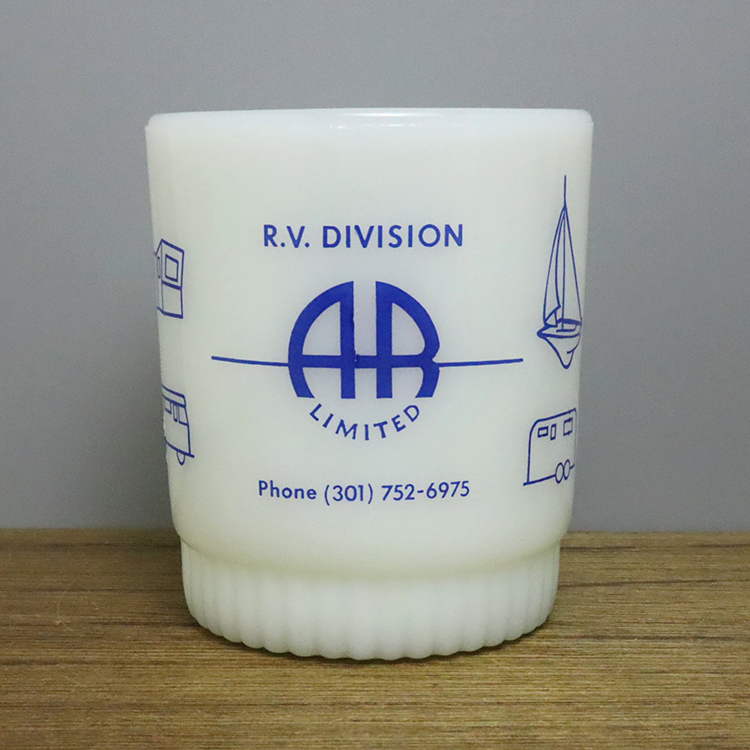 R.V. DIVISION
AR
LIMITED
Phone (301) 752-6975